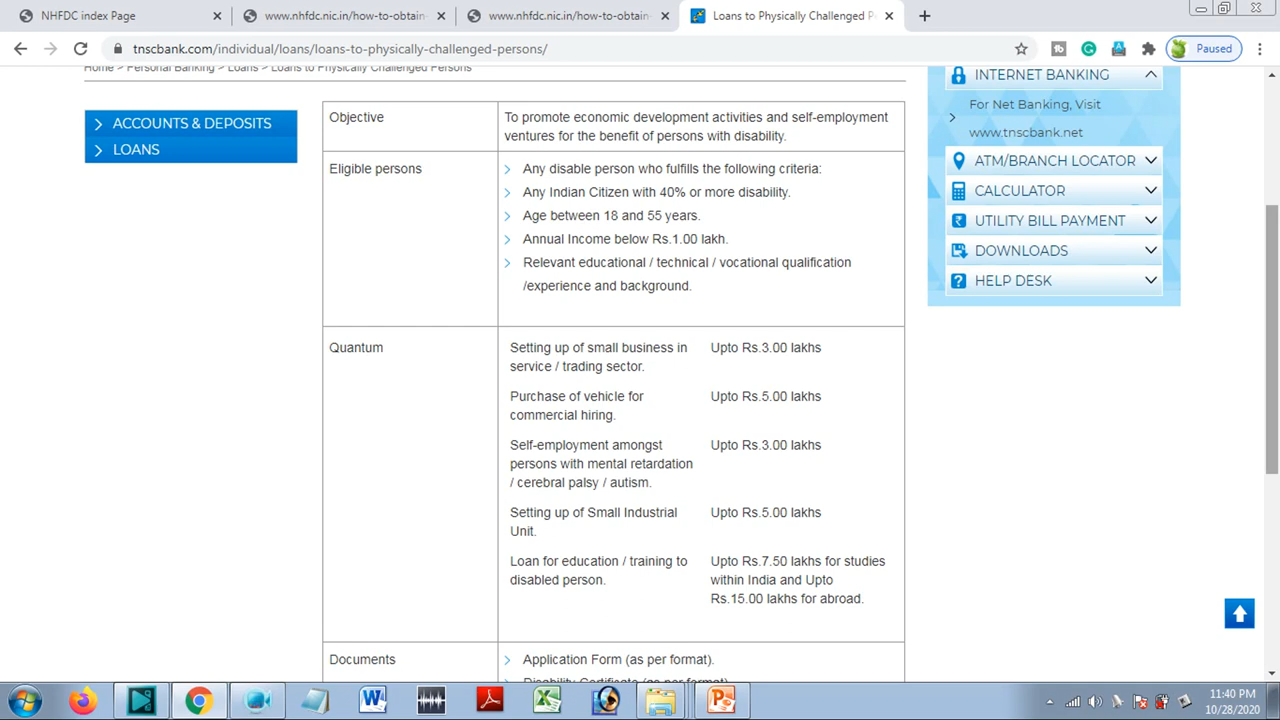 NHFDC index Page
www.nhfdc.nic.in/how-to-obtain
www.nhfdc.nic.in/how-to-obtain
Loans to Physically Challenged P
tnscbank.com/individual/loans/loans-to-physically-challenged-persons/
Paused
Home > Personal Banking > Loans > Loans to Physically Challenged Persons
ACCOUNTS & DEPOSITS
LOANS
Objective
To promote economic development activities and self-employment
ventures for the benefit of persons with disability.
Eligible persons
Any disable person who fulfills the following criteria:
Any Indian Citizen with 40% or more disability.
Age between 18 and 55 years.
Annual Income below Rs.1.00 lakh.
Relevant educational / technical / vocational qualification
/experience and background.
Quantum
Setting up of small business in
service / trading sector.
Upto Rs.3.00 lakhs
Purchase of vehicle for
commercial hiring.
Upto Rs.5.00 lakhs
Self-employment amongst
persons with mental retardation
/ cerebral palsy / autism.
Upto Rs.3.00 lakhs
Setting up of Small Industrial
Unit.
Upto Rs.5.00 lakhs
Loan for education / training to
disabled person.
Upto Rs.7.50 lakhs for studies
within India and Upto
Rs.15.00 lakhs for abroad.
Documents
Application Form (as per format).
Disability Certificate (as per format)
INTERNET BANKING
For Net Banking, Visit
www.tnscbank.net
ATM/BRANCH LOCATOR
CALCULATOR
UTILITY BILL PAYMENT
DOWNLOADS
HELP DESK
11:40 PM
10/28/2020